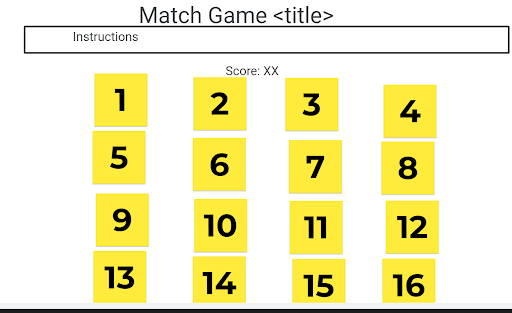 Match Game <title>
Instructions
Score: XX
1 2 3 4
5 6 7 8
9 10 11 12
13 14 15 16